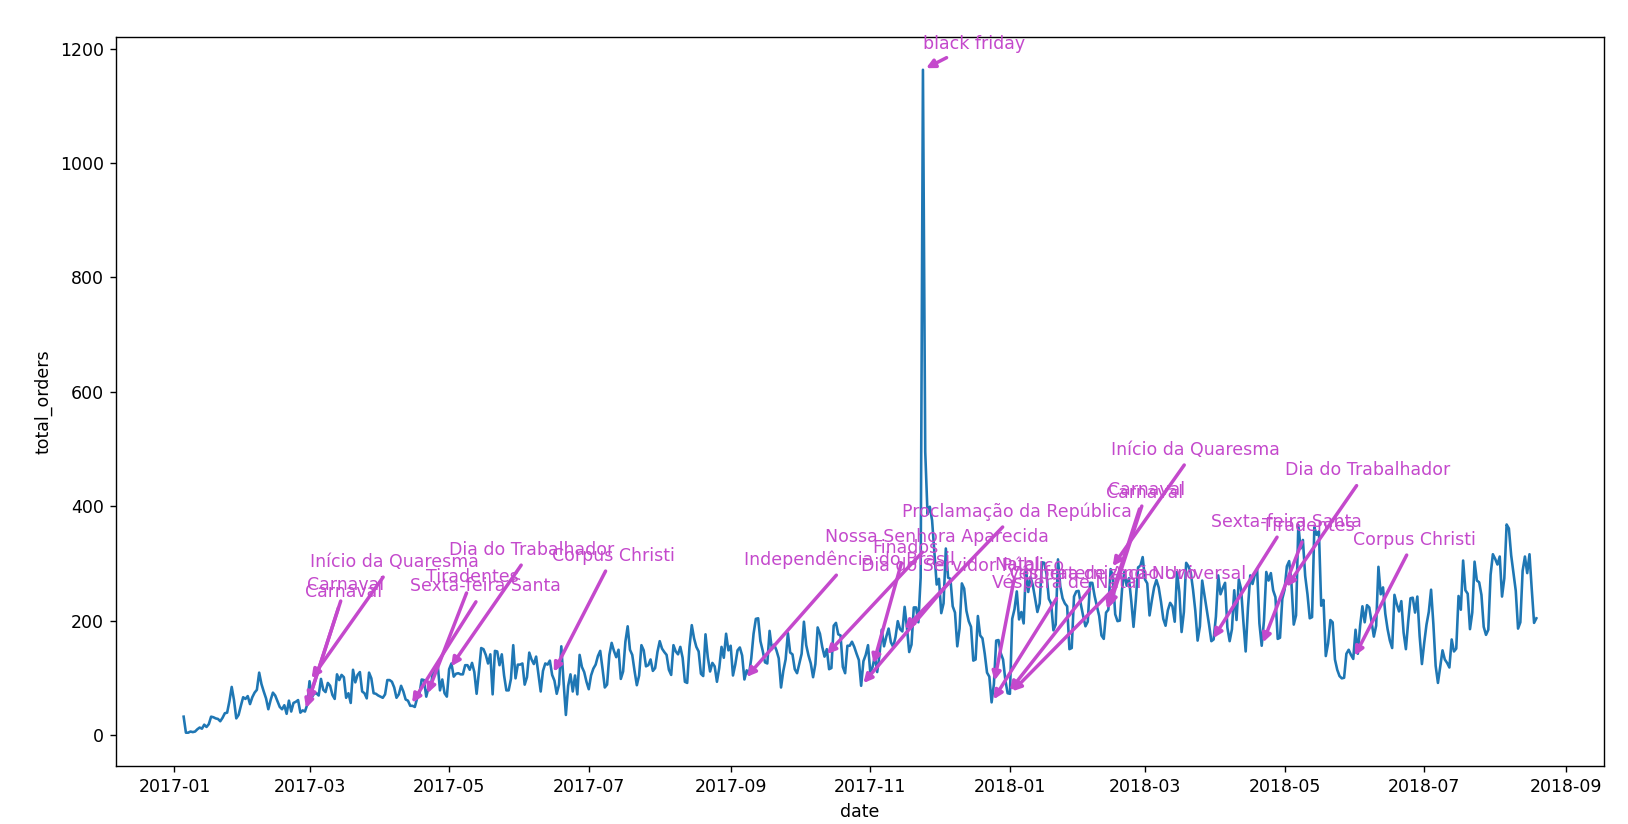 black friday
1200
1000
800
600
400
200
0
total_orders
Início da Quaresma
Carnaval
Carnaval
Dia do Trabalhador
Tiradentes
Sexta-feira Santa
Corpus Christi
Independência do Brasil
Nossa Senhora Aparecida
Finados
Dia do Servidor Público
Proclamação da República
Natal
Véspera de Natal
Início da Quaresma
Carnaval
Carnaval
Sexta-feira Santa
Tiradentes
Dia do Trabalhador
Corpus Christi
2017-01
2017-03
2017-05
2017-07
2017-09
2017-11
2018-01
2018-03
2018-05
2018-07
2018-09
date